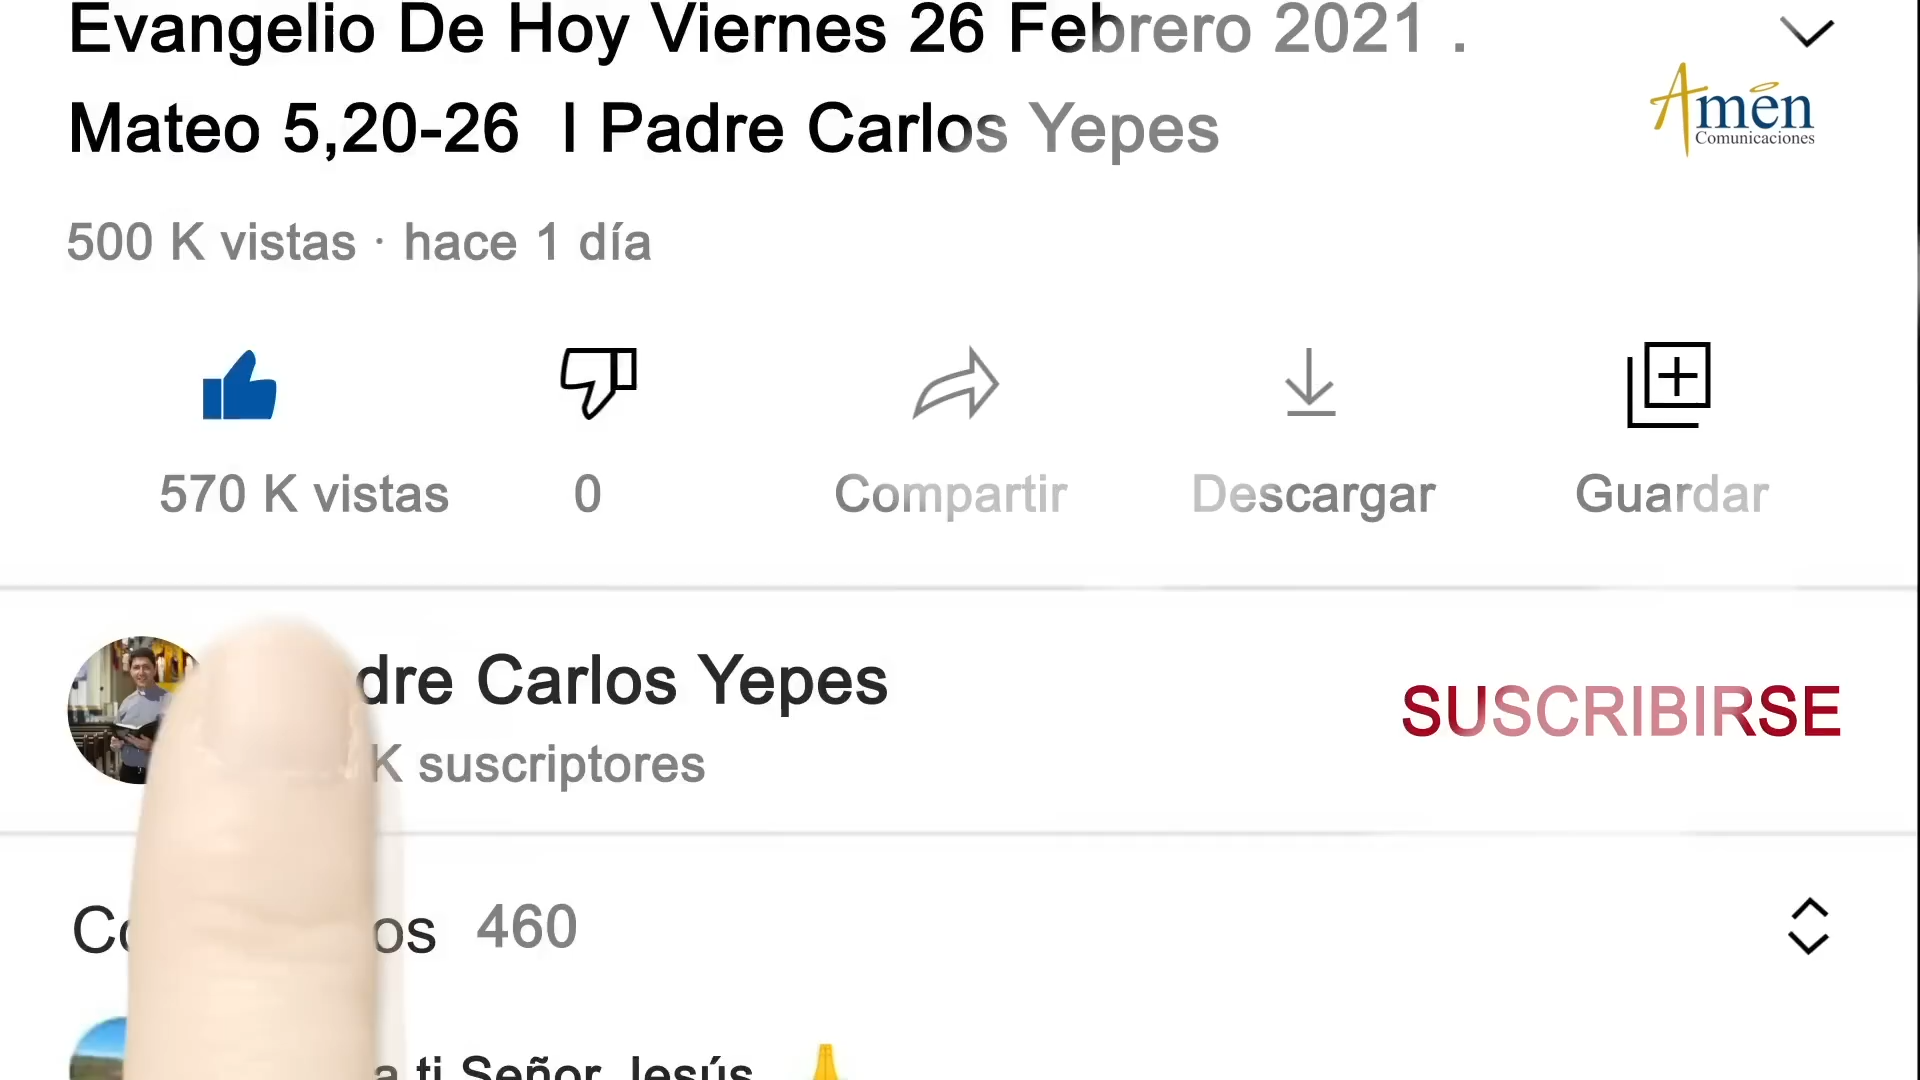 Evangelio De Hoy Viernes 26 Febrero 2021 .
Mateo 5,20-26 I Padre Carlos Yepes
Amén
Comunicaciones
500 K vistas · hace 1 día
570 K vistas
0
Compartir
Descargar
Guardar
dre Carlos Yepes
K suscriptores
SUSCRIBIRSE
460
ti Señor Jesús